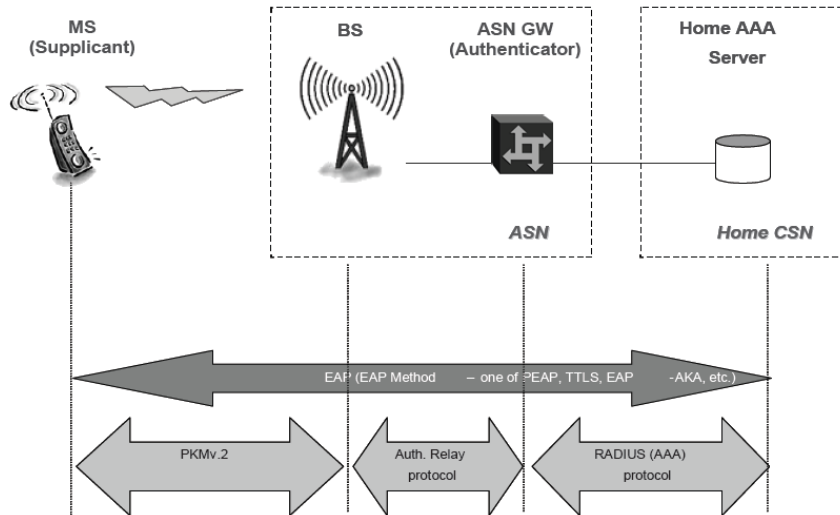 MS
(Supplicant)
BS
ASN GW
(Authenticator)
Home AAA
Server
ASN
Home CSN
EAP (EAP Method – one of PEAP, TTLS, EAP -AKA, etc.)
PKMv.2
Auth. Relay
protocol
RADIUS (AAA)
protocol